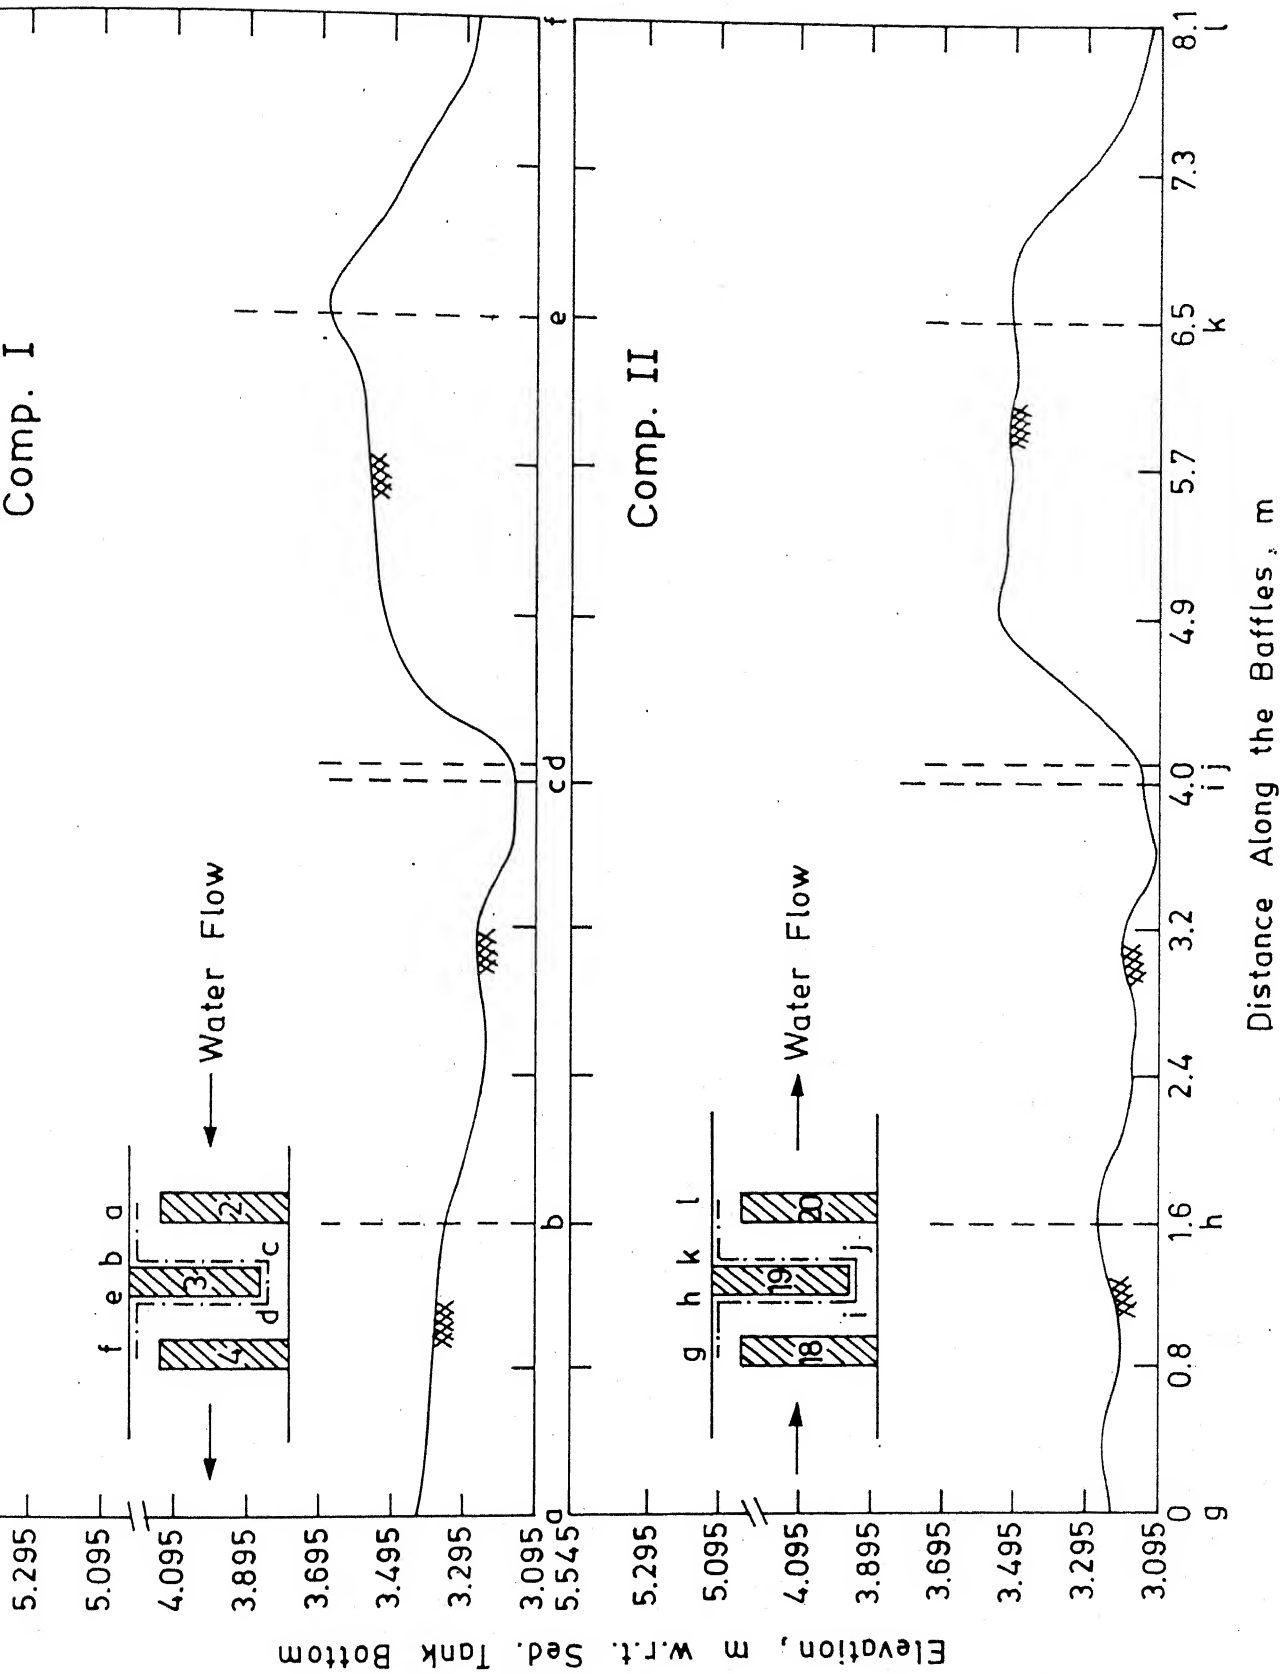 Comp. I
5.295
5.095
4.095
3.895
3.695
3.495
3.295
3.095
Water Flow
f e a b
4 3 2
d c
a b c d e f
Comp. II
5.545
5.295
5.095
4.095
3.895
3.695
3.495
3.295
3.095
Water Flow
g h k l
18 19 20
i j
0 0.8 1.6 2.4 3.2 4.0 4.9 5.7 6.5 7.3 8.1
g h i j k l
Distance Along the Baffles, m
Elevation, m w.r.t. Sed. Tank Bottom